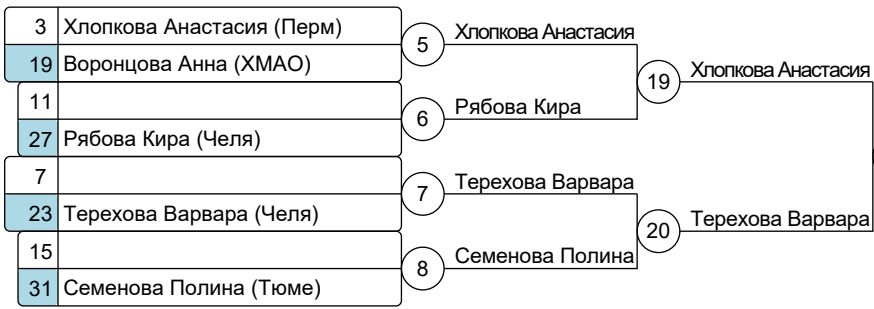 3 Хлопкова Анастасия (Перм)
5 Хлопкова Анастасия
19 Воронцова Анна (ХМАО)
19 Хлопкова Анастасия
11
6 Рябова Кира
27 Рябова Кира (Челя)
7
7 Терехова Варвара
23 Терехова Варвара (Челя)
20 Терехова Варвара
15
8 Семенова Полина
31 Семенова Полина (Тюме)